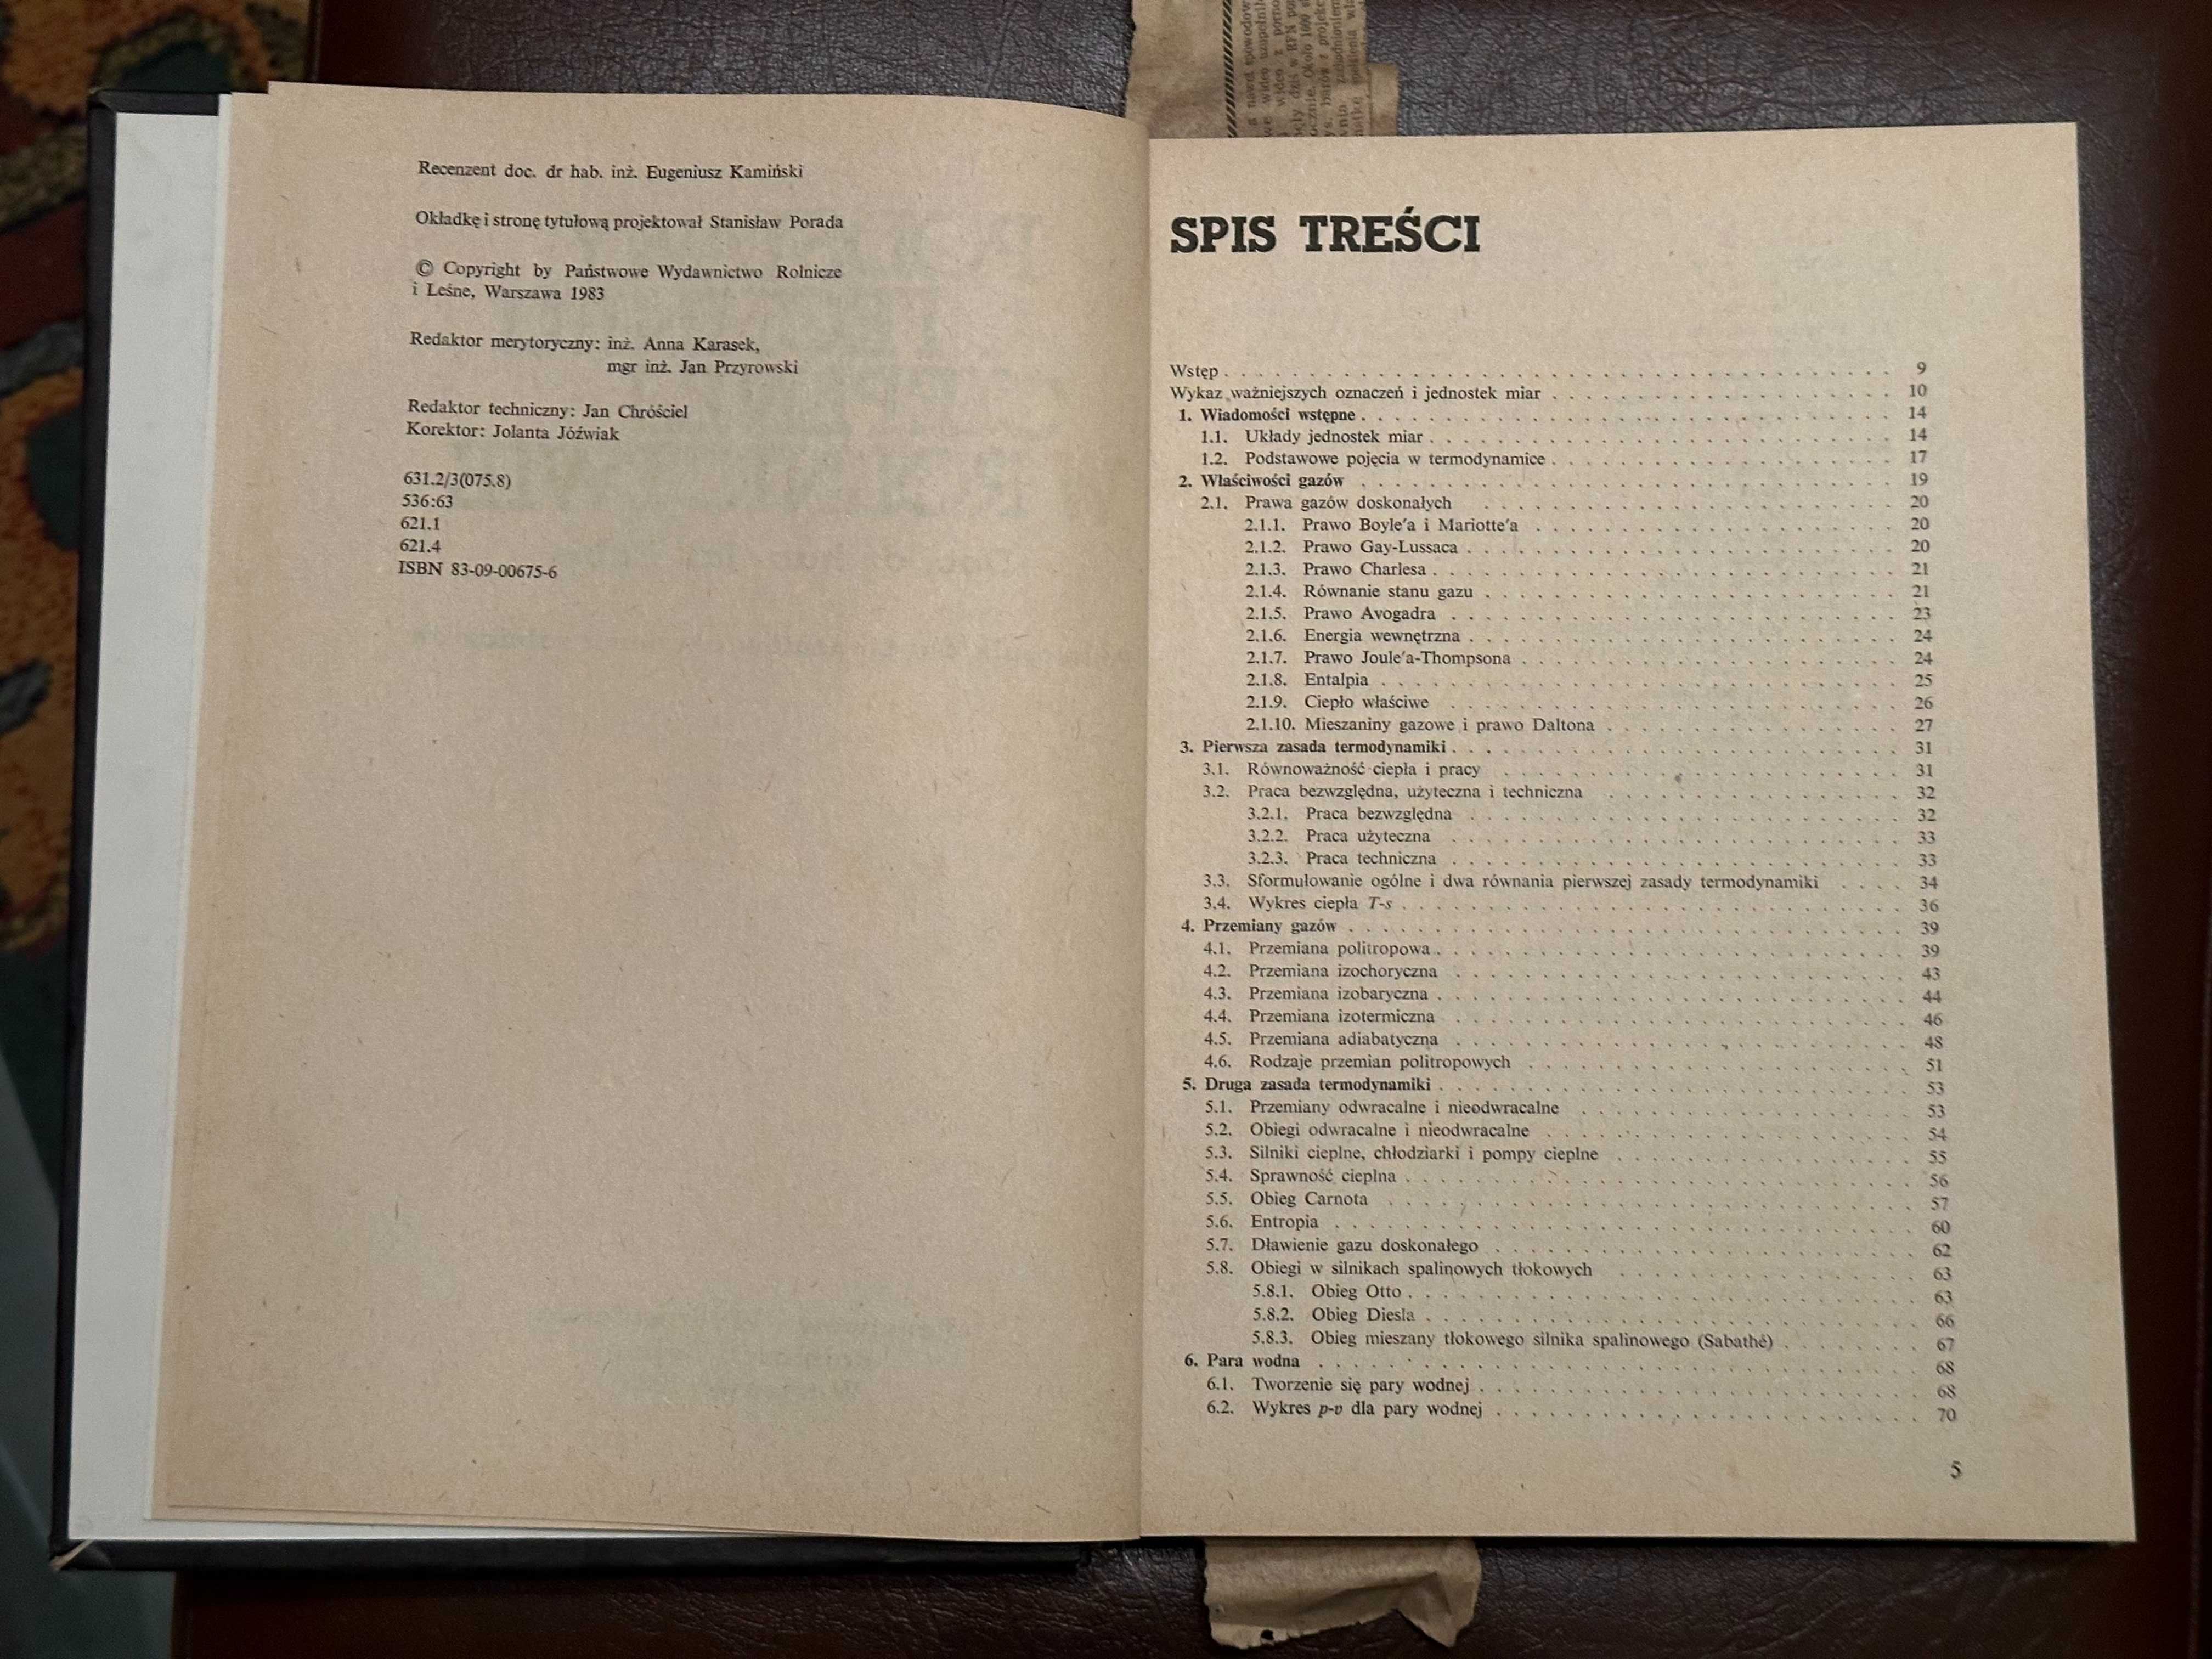 Recenzent doc. dr hab. inż. Eugeniusz Kamiński
Okładkę i stronę tytułową projektował Stanisław Porada
© Copyright by Państwowe Wydawnictwo Rolnicze
i Leśne, Warszawa 1983
Redaktor merytoryczny: inż. Anna Karasek,
mgr inż. Jan Przyrowski
Redaktor techniczny: Jan Chróściel
Korektor: Jolanta Jóźwiak
631.2/3(075.8)
536:63
621.1
621.4
ISBN 83-09-00675-6
SPIS TREŚCI
Wstęp . . . 9
Wykaz ważniejszych oznaczeń i jednostek miar . . . 10
1. Wiadomości wstępne . . . 14
1.1. Układy jednostek miar . . . 14
1.2. Podstawowe pojęcia w termodynamice . . . 17
2. Właściwości gazów . . . 19
2.1. Prawa gazów doskonałych . . . 20
2.1.1. Prawo Boyle'a i Mariotte'a . . . 20
2.1.2. Prawo Gay-Lussaca . . . 20
2.1.3. Prawo Charlesa . . . 21
2.1.4. Równanie stanu gazu . . . 21
2.1.5. Prawo Avogadra . . . 23
2.1.6. Energia wewnętrzna . . . 24
2.1.7. Prawo Joule'a-Thompsona . . . 24
2.1.8. Entalpia . . . 25
2.1.9. Ciepło właściwe . . . 26
2.1.10. Mieszaniny gazowe i prawo Daltona . . . 27
3. Pierwsza zasada termodynamiki . . . 31
3.1. Równoważność ciepła i pracy . . . 31
3.2. Praca bezwzględna, użyteczna i techniczna . . . 32
3.2.1. Praca bezwzględna . . . 32
3.2.2. Praca użyteczna . . . 33
3.2.3. Praca techniczna . . . 33
3.3. Sformułowanie ogólne i dwa równania pierwszej zasady termodynamiki . . . 34
3.4. Wykres ciepła T-s . . . 36
4. Przemiany gazów . . . 39
4.1. Przemiana politropowa . . . 39
4.2. Przemiana izochoryczna . . . 43
4.3. Przemiana izobaryczna . . . 44
4.4. Przemiana izotermiczna . . . 46
4.5. Przemiana adiabatyczna . . . 48
4.6. Rodzaje przemian politropowych . . . 51
5. Druga zasada termodynamiki . . . 53
5.1. Przemiany odwracalne i nieodwracalne . . . 53
5.2. Obiegi odwracalne i nieodwracalne . . . 54
5.3. Silniki cieplne, chłodziarki i pompy cieplne . . . 55
5.4. Sprawność cieplna . . . 56
5.5. Obieg Carnota . . . 57
5.6. Entropia . . . 60
5.7. Dławienie gazu doskonałego . . . 62
5.8. Obiegi w silnikach spalinowych tłokowych . . . 63
5.8.1. Obieg Otto . . . 63
5.8.2. Obieg Diesla . . . 66
5.8.3. Obieg mieszany tłokowego silnika spalinowego (Sabathé) . . . 67
6. Para wodna . . . 68
6.1. Tworzenie się pary wodnej . . . 68
6.2. Wykres p-v dla pary wodnej . . . 70
5